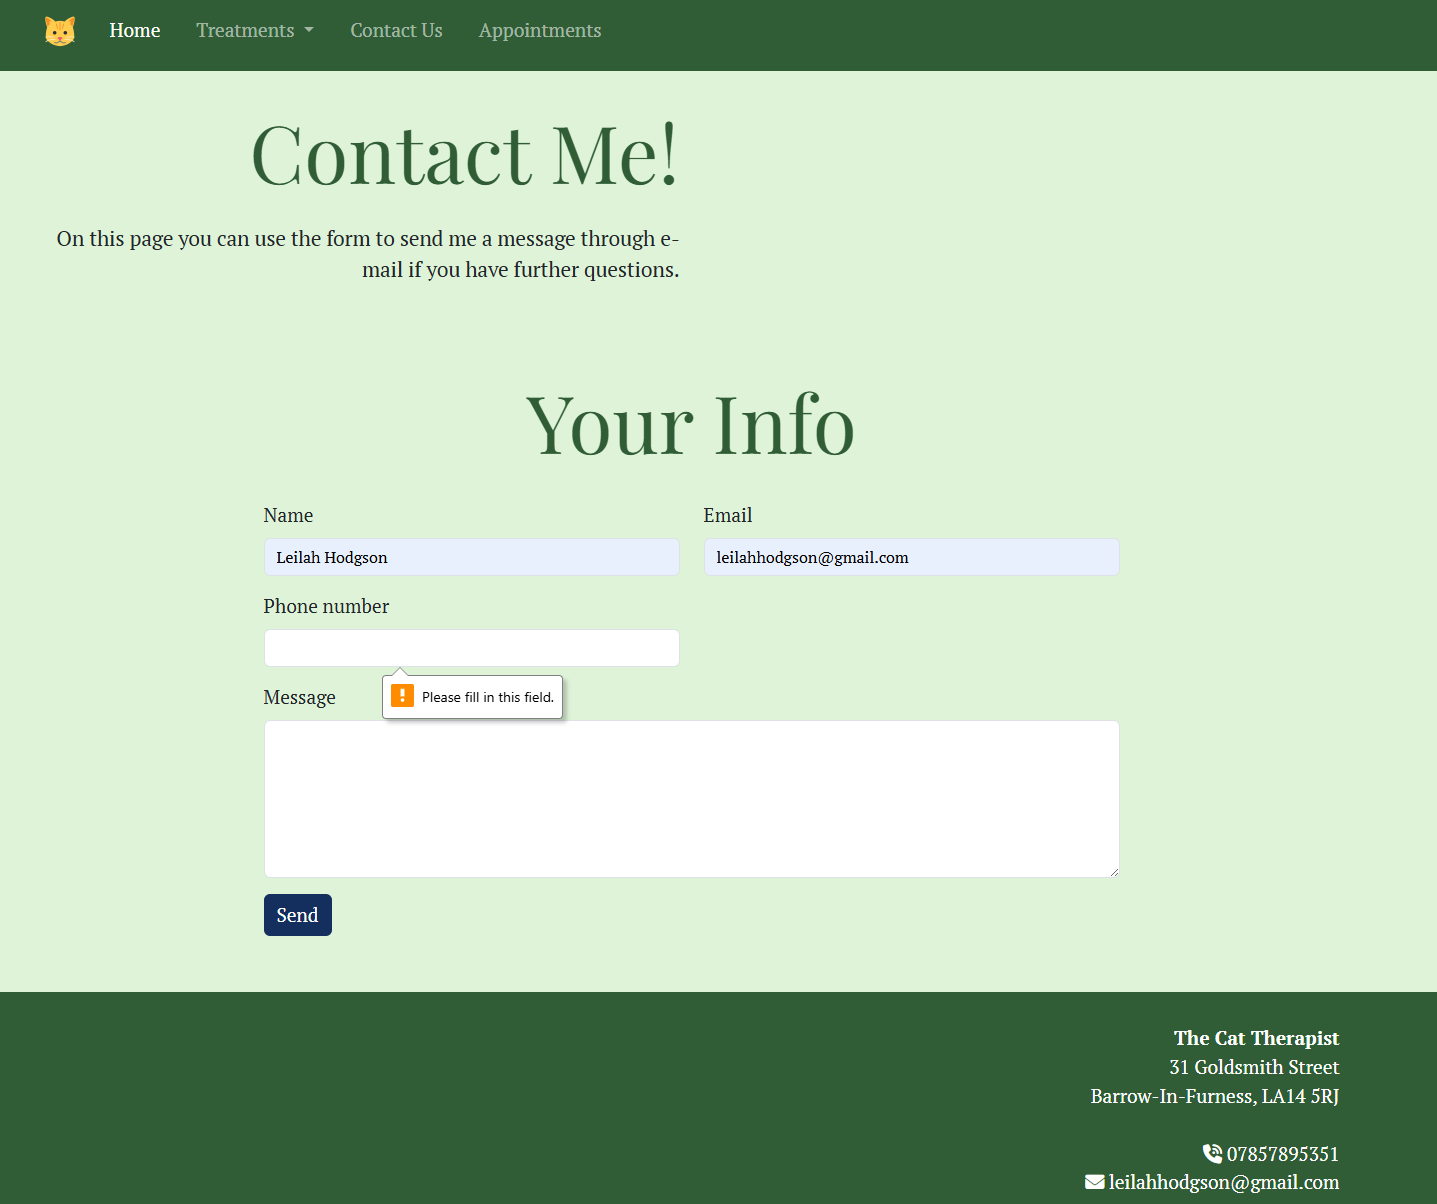 Home Treatments Contact Us Appointments
Contact Me!
On this page you can use the form to send me a message through e-
mail if you have further questions.
Your Info
Name Email
Leilah Hodgson leilahhodgson@gmail.com
Phone number
Please fill in this field.
Message
Send
The Cat Therapist
31 Goldsmith Street
Barrow-In-Furness, LA14 5RJ
07857895351
leilahhodgson@gmail.com